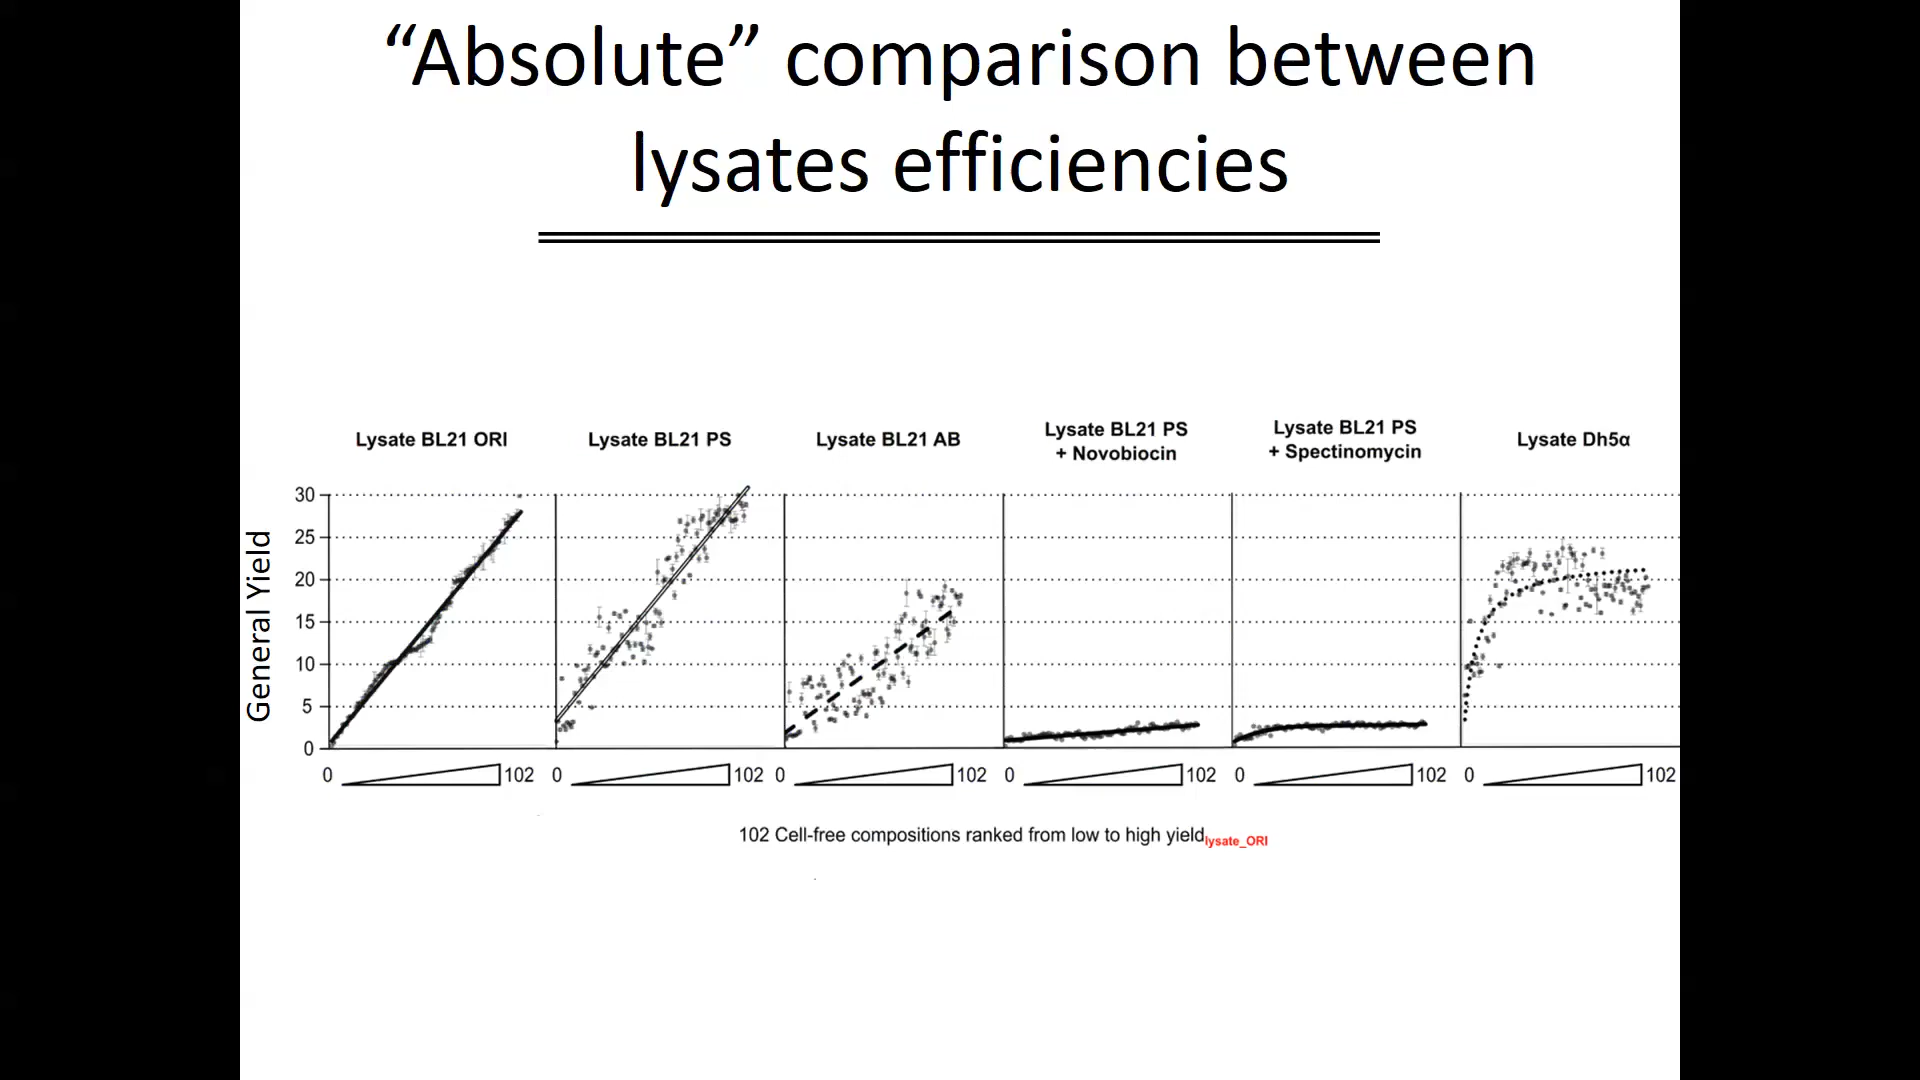 “Absolute” comparison between
lysates efficiencies
Lysate BL21 ORI
Lysate BL21 PS
Lysate BL21 AB
Lysate BL21 PS
+ Novobiocin
Lysate BL21 PS
+ Spectinomycin
Lysate Dh5α
General Yield
30
25
20
15
10
5
0
0 102 0 102 0 102 0 102 0 102 0 102
102 Cell-free compositions ranked from low to high yield lysate_ORI